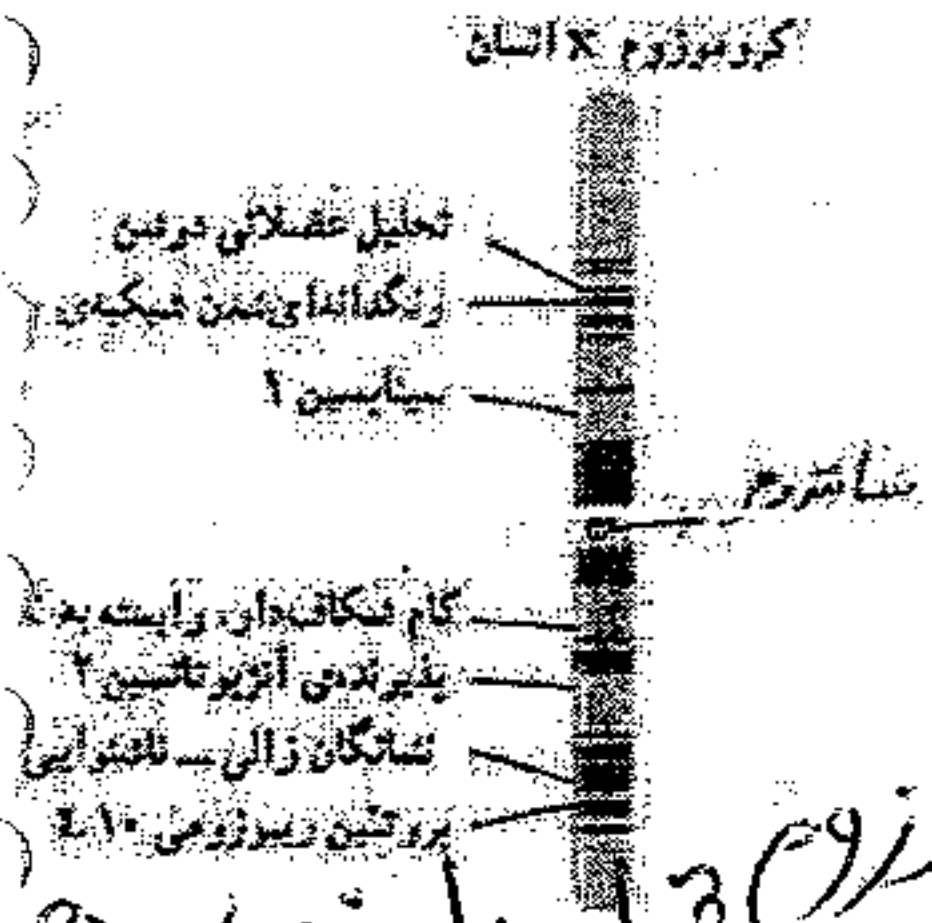 کروموزوم X انسان
تحلیل عضلانی دوشن
رنگدانه‌ای شدن شبکیه‌ی
سیناپسین ۱
سانترومر
کام شکاف‌دار، وابسته به
پذیرنده‌ی آنژیوتانسین ۲
نشانگان زالی – ناشنوایی
پروتئین ریبوزومی ۱۰